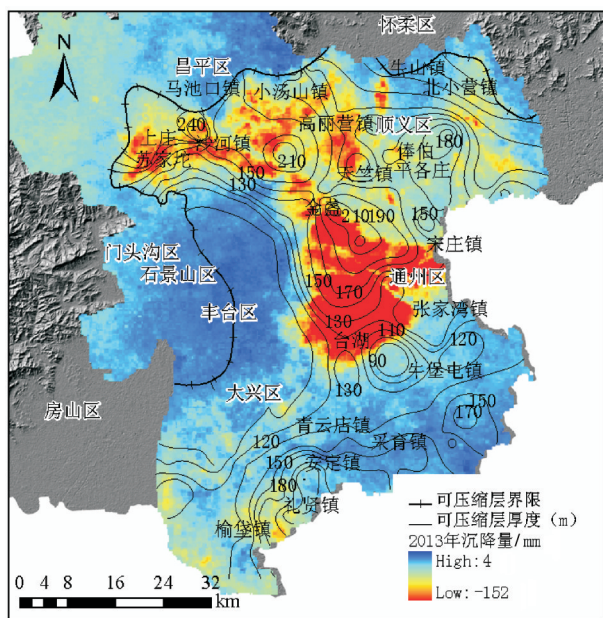 怀柔区
N
昌平区
牛山镇
马池口镇
小汤山镇
北小营镇
240
高丽营镇
顺义区
180
上庄
沙河镇
俸伯
苏家坨
210
天竺镇
平各庄
150
130
金盏
210
190
150
宋庄镇
门头沟区
石景山区
150
通州区
170
丰台区
130
110
张家湾镇
台湖
120
90
牛堡屯镇
大兴区
130
房山区
150
170
青云店镇
120
采育镇
150
安定镇
180
礼贤镇
榆垡镇
可压缩层界限
可压缩层厚度（m）
2013年沉降量/mm
High:4
Low:-152
0 4 8 16 24 32
km